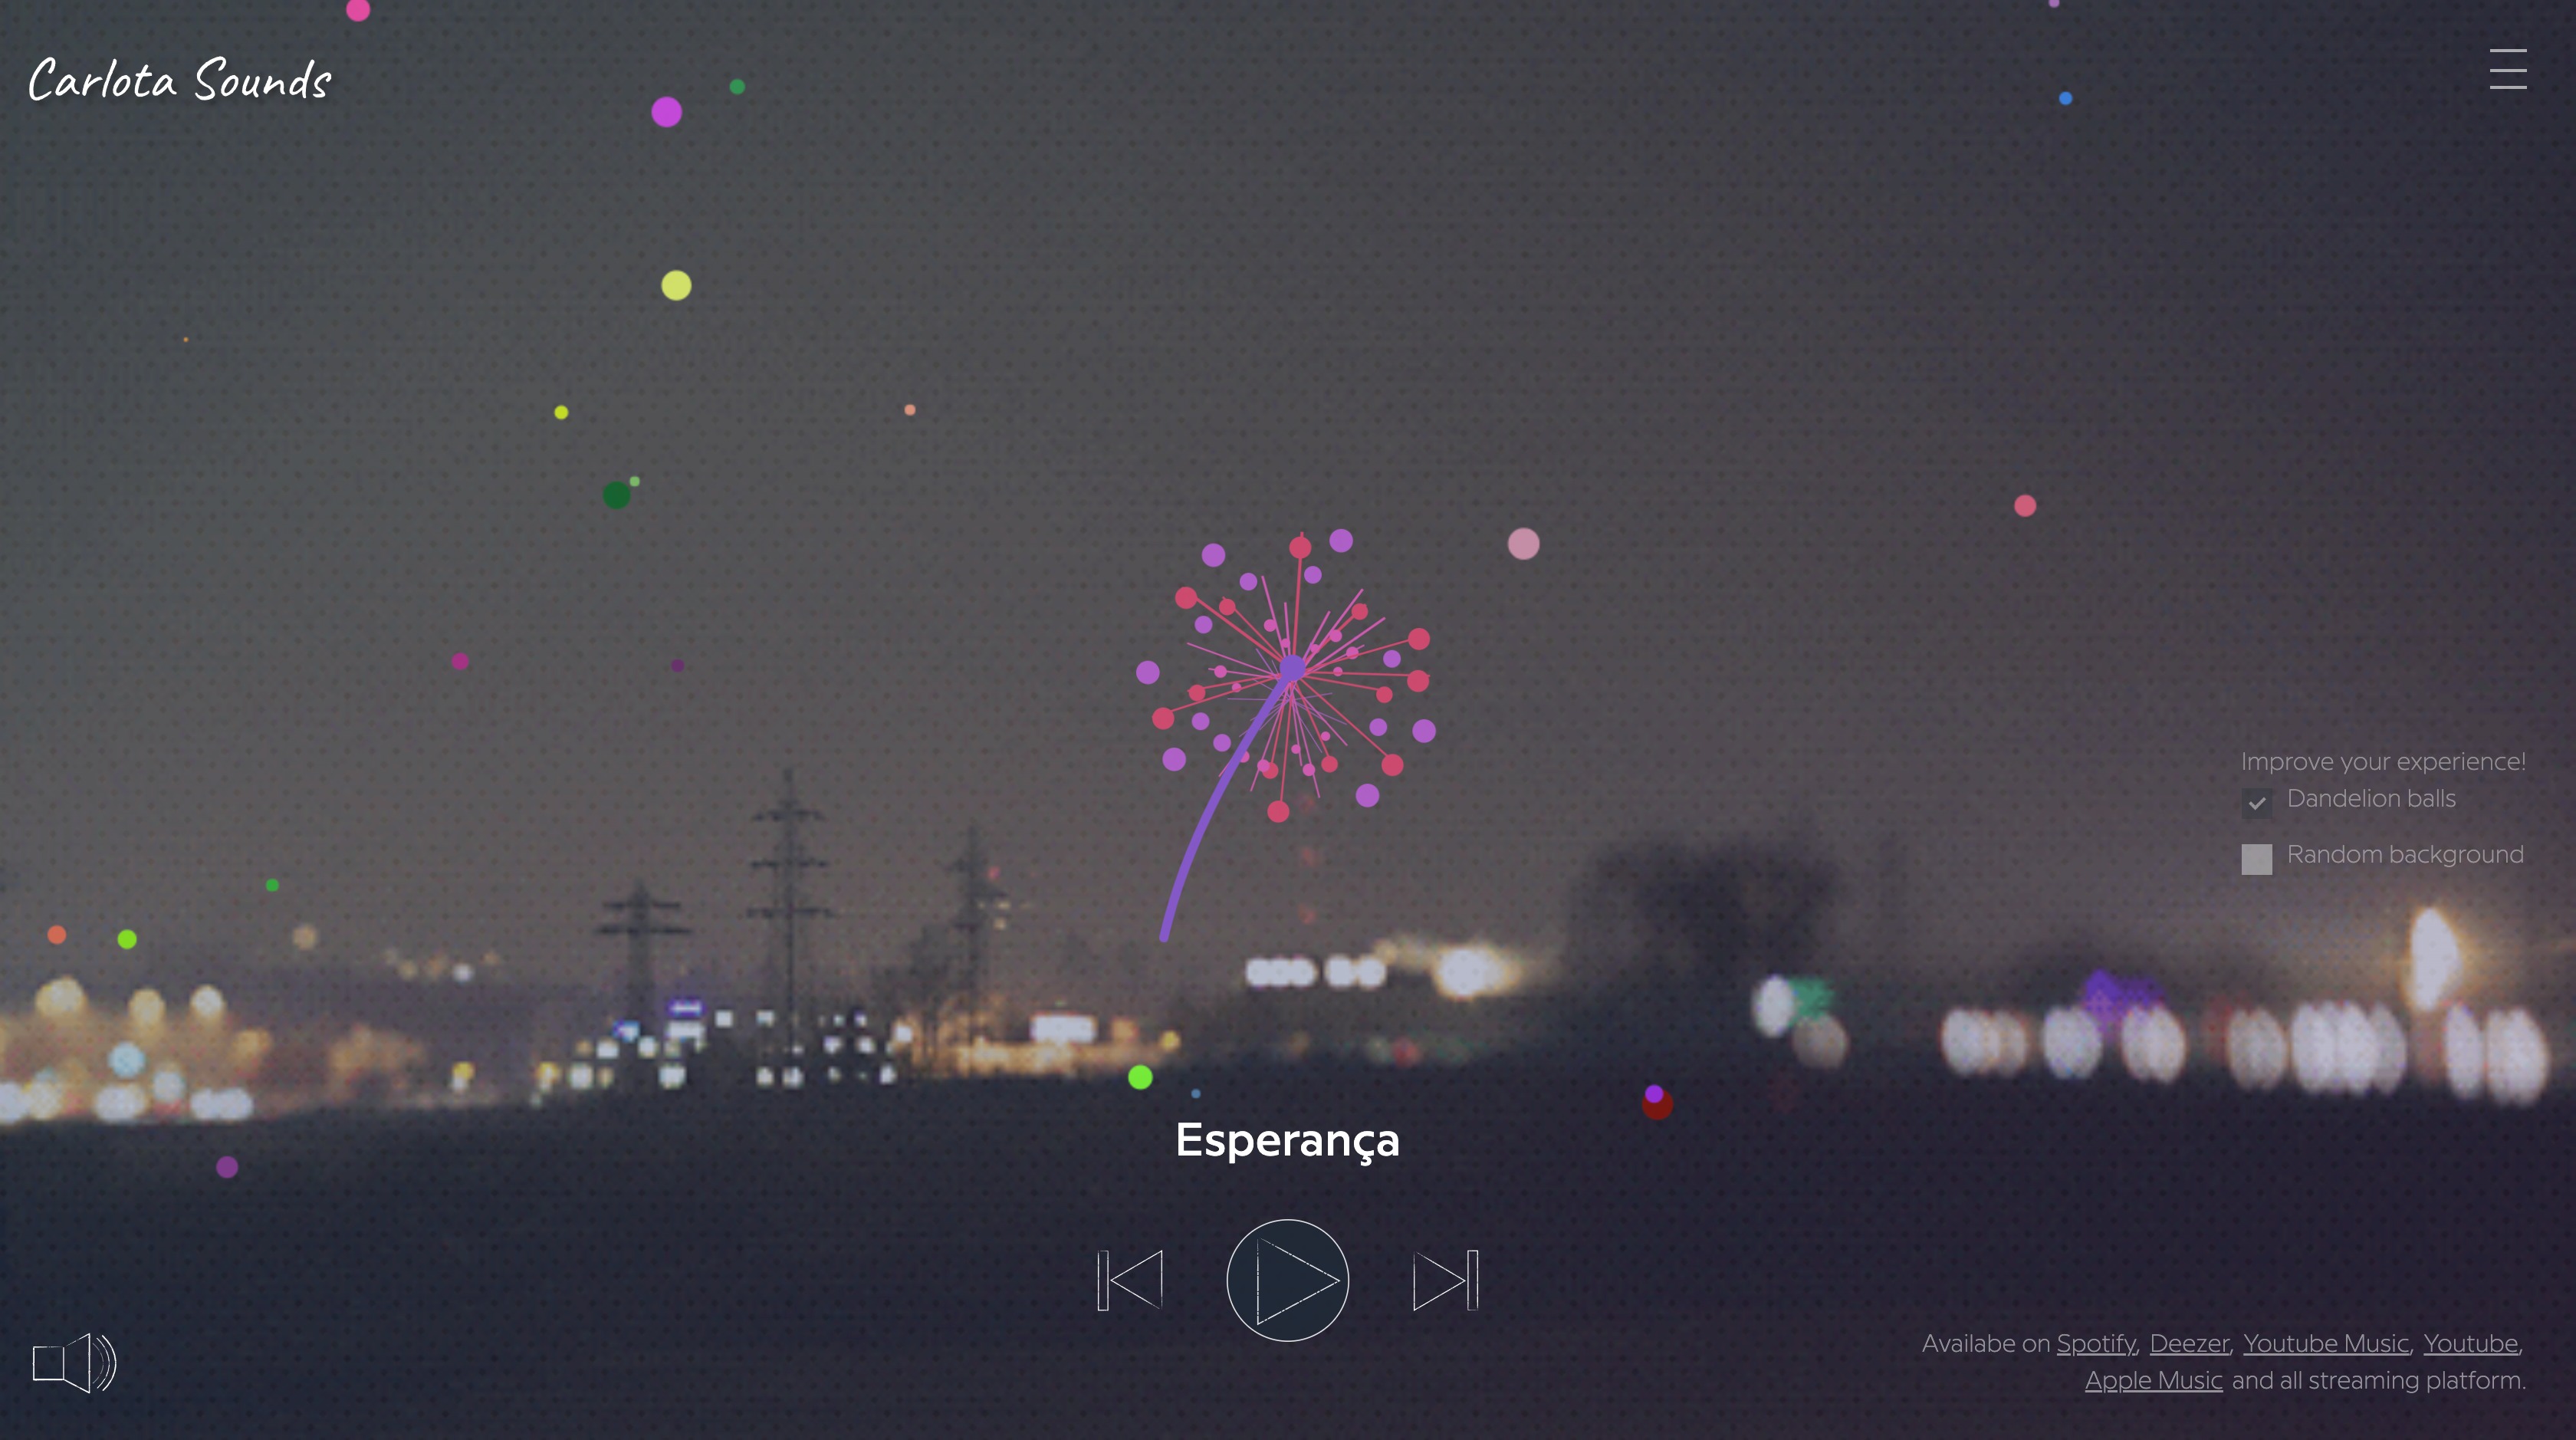 Carlota Sounds
Improve your experience!
Dandelion balls
Random background
Esperança
Availabe on Spotify, Deezer, Youtube Music, Youtube,
Apple Music and all streaming platform.